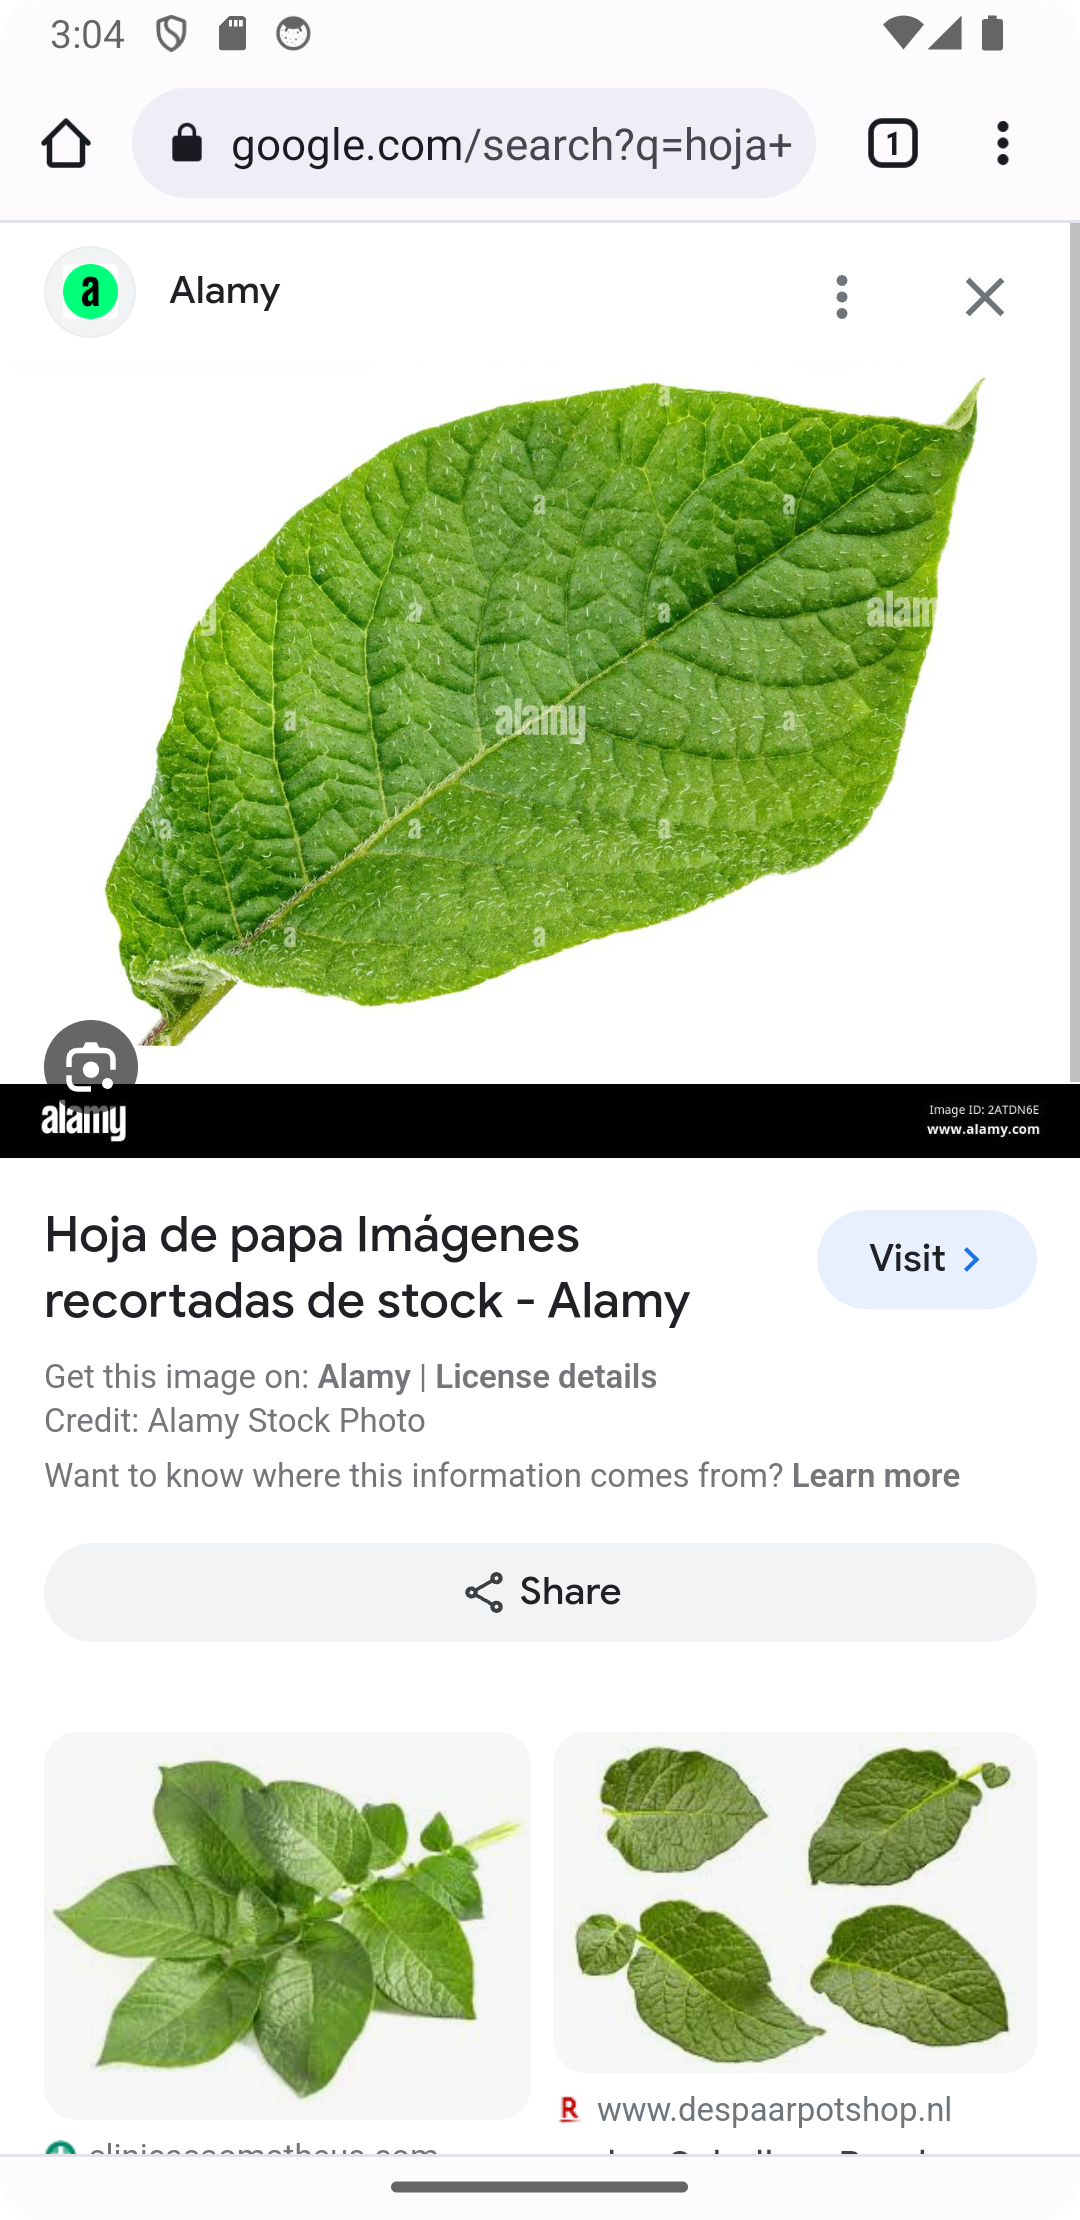 3:04
google.com/search?q=hoja+
1
a Alamy
a
a a
a a alam
a alamy a
a a a
a a
alamy
Image ID: 2ATDN6E
www.alamy.com
Hoja de papa Imágenes
recortadas de stock - Alamy
Visit
Get this image on: Alamy | License details
Credit: Alamy Stock Photo
Want to know where this information comes from? Learn more
Share
R www.despaarpotshop.nl